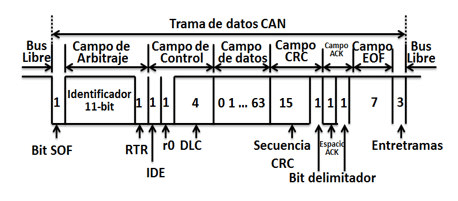 Trama de datos CAN
Bus Libre
Campo de Arbitraje
Campo de Control
Campo de datos
Campo CRC
Campo ACK
Campo EOF
Bus Libre
1
Identificador 11-bit
1
1
1
4
0 1 ... 63
15
1
1
1
7
3
Bit SOF
RTR
IDE
r0
DLC
Secuencia CRC
Espacio ACK
Bit delimitador
Entretramas